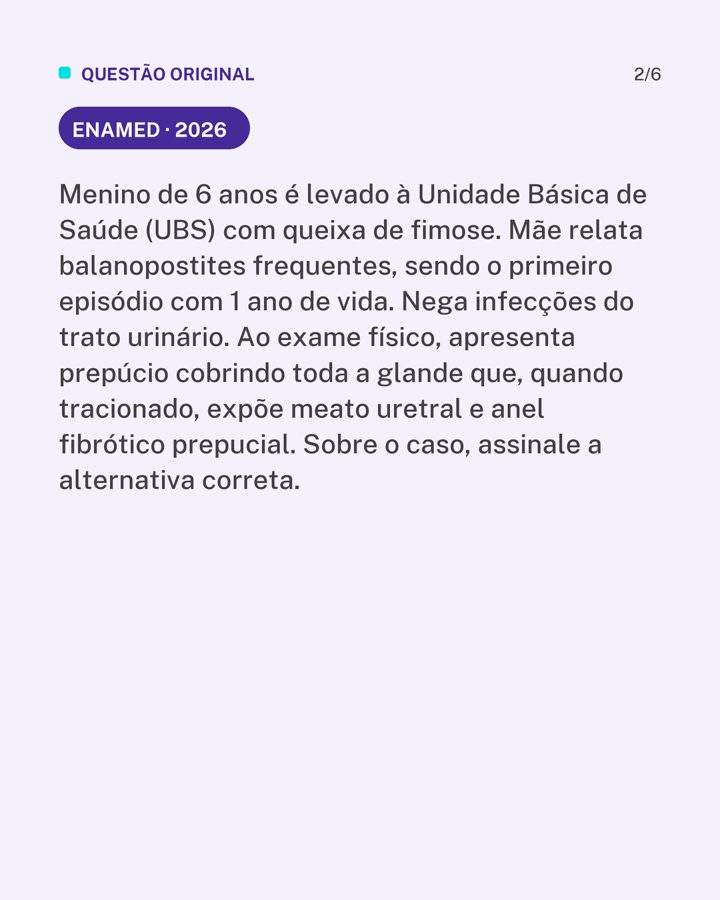 QUESTÃO ORIGINAL
2/6
ENAMED · 2026
Menino de 6 anos é levado à Unidade Básica de
Saúde (UBS) com queixa de fimose. Mãe relata
balanopostites frequentes, sendo o primeiro
episódio com 1 ano de vida. Nega infecções do
trato urinário. Ao exame físico, apresenta
prepúcio cobrindo toda a glande que, quando
tracionado, expõe meato uretral e anel
fibrótico prepucial. Sobre o caso, assinale a
alternativa correta.